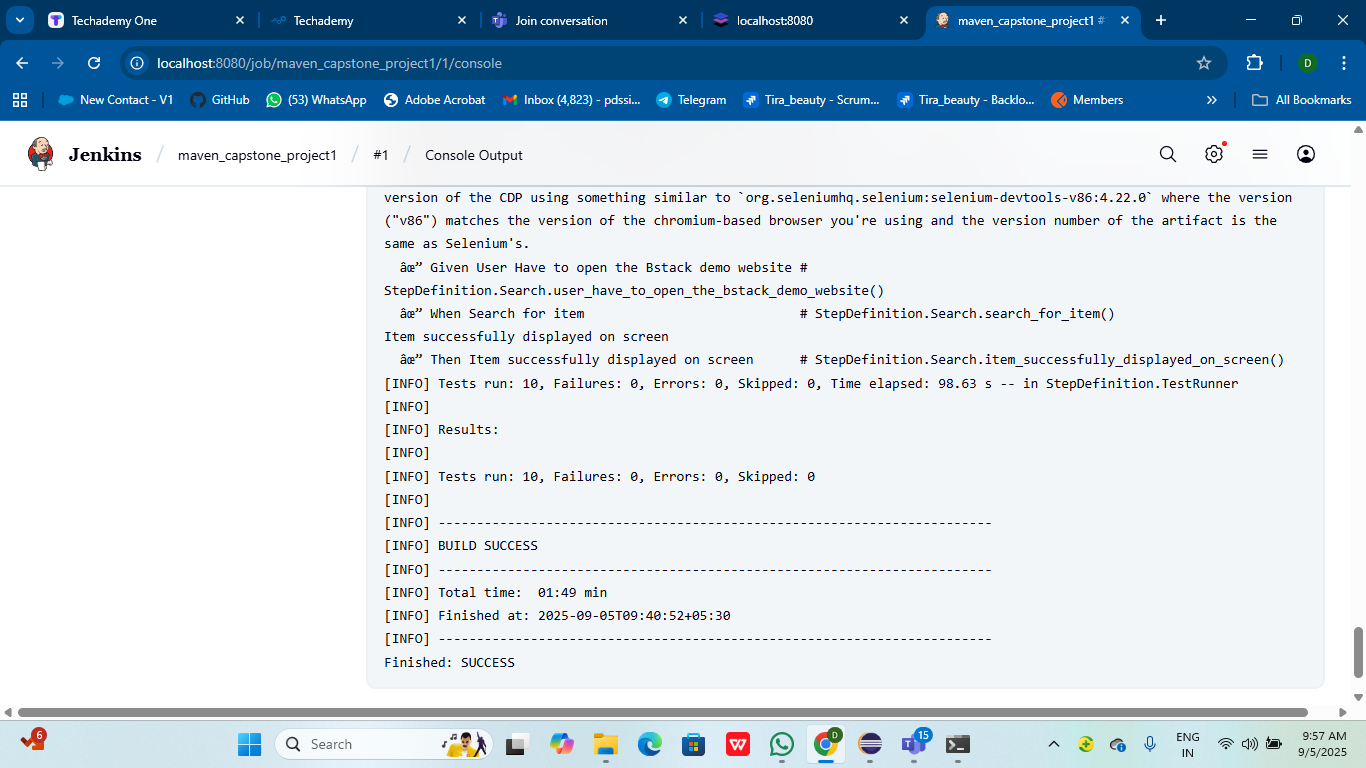 Techademy One
Techademy
Join conversation
localhost:8080
maven_capstone_project1 #
localhost:8080/job/maven_capstone_project1/1/console
D
New Contact - V1
GitHub
(53) WhatsApp
Adobe Acrobat
Inbox (4,823) - pdssi...
Telegram
Tira_beauty - Scrum...
Tira_beauty - Backlo...
Members
All Bookmarks
Jenkins / maven_capstone_project1 / #1 / Console Output
version of the CDP using something similar to `org.seleniumhq.selenium:selenium-devtools-v86:4.22.0` where the version
("v86") matches the version of the chromium-based browser you're using and the version number of the artifact is the
same as Selenium's.
âœ” Given User Have to open the Bstack demo website #
StepDefinition.Search.user_have_to_open_the_bstack_demo_website()
âœ” When Search for item # StepDefinition.Search.search_for_item()
Item successfully displayed on screen
âœ” Then Item successfully displayed on screen # StepDefinition.Search.item_successfully_displayed_on_screen()
[INFO] Tests run: 10, Failures: 0, Errors: 0, Skipped: 0, Time elapsed: 98.63 s -- in StepDefinition.TestRunner
[INFO]
[INFO] Results:
[INFO]
[INFO] Tests run: 10, Failures: 0, Errors: 0, Skipped: 0
[INFO]
[INFO] ------------------------------------------------------------------------
[INFO] BUILD SUCCESS
[INFO] ------------------------------------------------------------------------
[INFO] Total time:  01:49 min
[INFO] Finished at: 2025-09-05T09:40:52+05:30
[INFO] ------------------------------------------------------------------------
Finished: SUCCESS
6
Search
D
15
ENG
IN
9:57 AM
9/5/2025